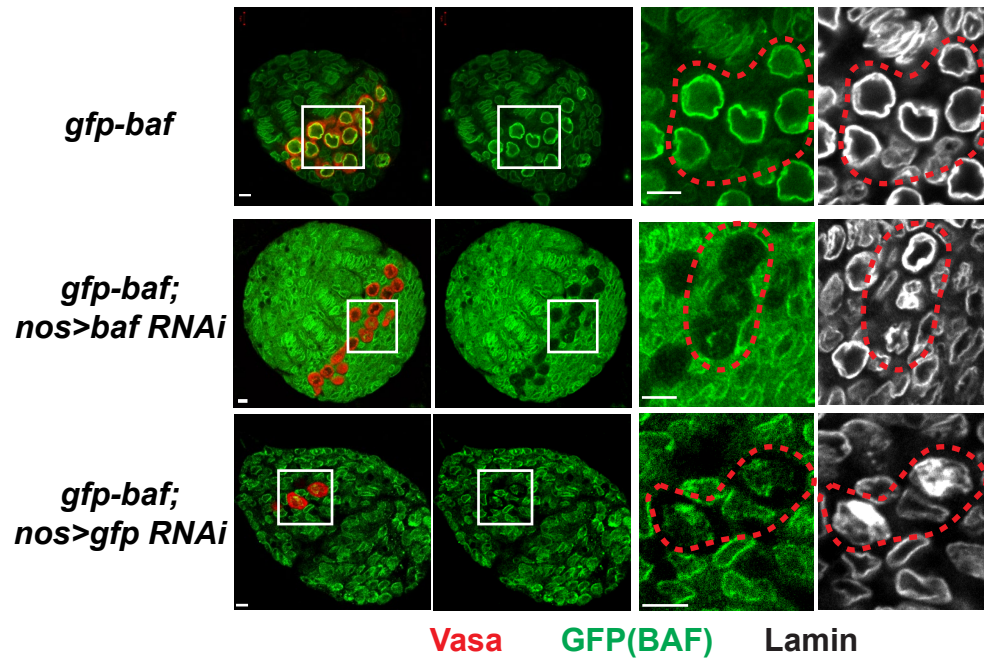 gfp-baf
gfp-baf;
nos>baf RNAi
gfp-baf;
nos>gfp RNAi
Vasa GFP(BAF) Lamin